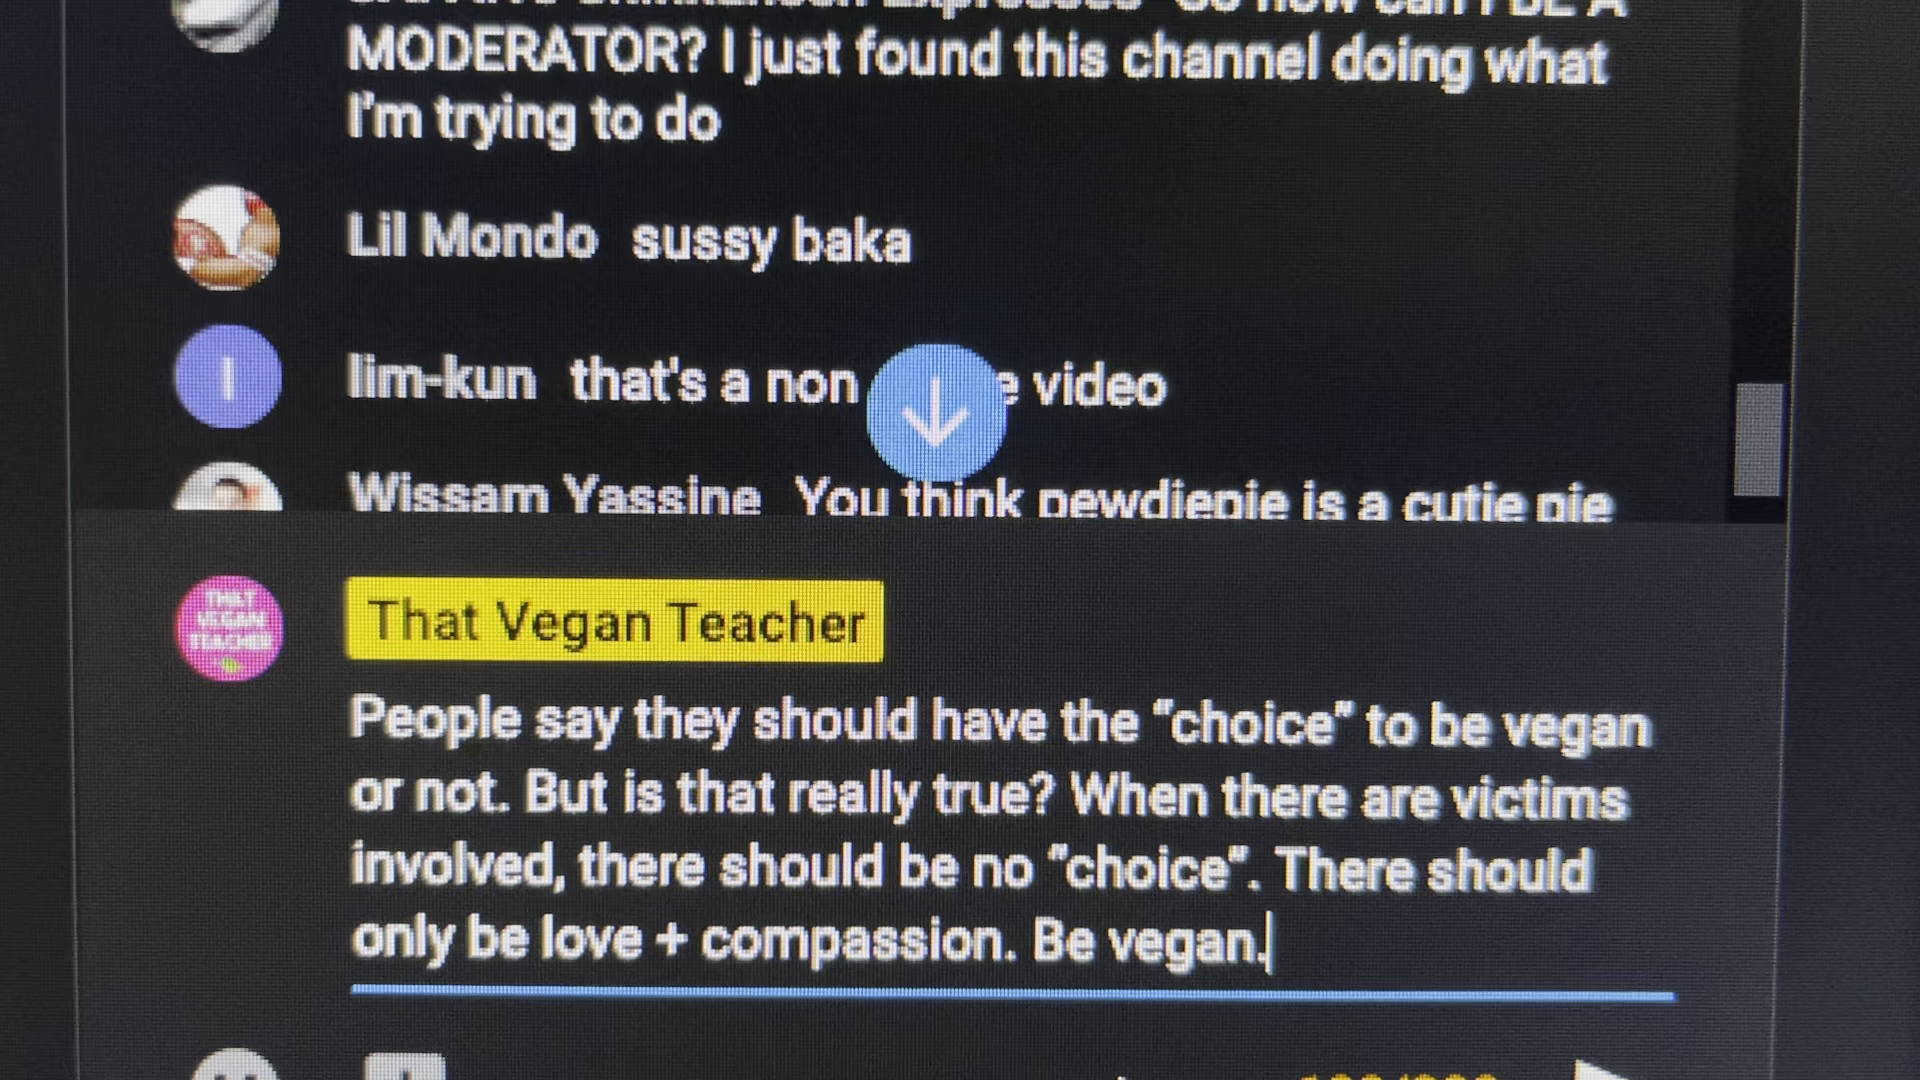 MODERATOR? I just found this channel doing what
I'm trying to do
Lil Mondo sussy baka
lim-kun that's a non video
Wissam Yassine You think pewdiepie is a cutie pie
THAT
VEGAN
TEACHER
That Vegan Teacher
People say they should have the "choice" to be vegan
or not. But is that really true? When there are victims
involved, there should be no "choice". There should
only be love + compassion. Be vegan.